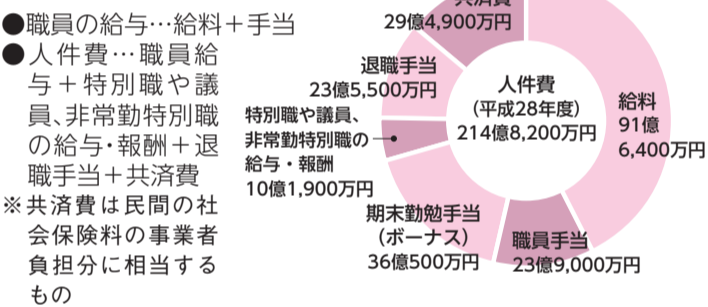 ●職員の給与…給料＋手当
●人件費…職員給
与＋特別職や議
員、非常勤特別職
の給与・報酬＋退
職手当＋共済費
※共済費は民間の社
会保険料の事業者
負担分に相当する
もの
共済費
29億4,900万円
退職手当
23億5,500万円
特別職や議員、
非常勤特別職の
給与・報酬
10億1,900万円
期末勤勉手当
（ボーナス）
36億500万円
職員手当
23億9,000万円
給料
91億
6,400万円
人件費
（平成28年度）
214億8,200万円